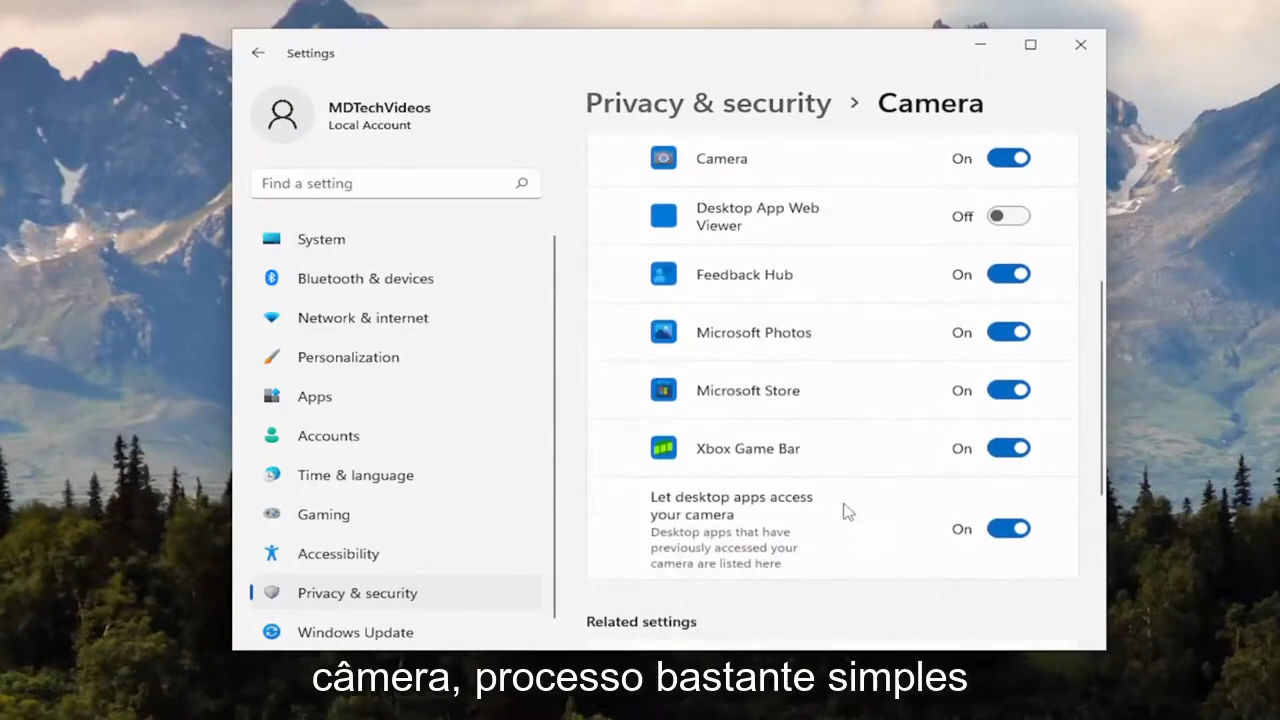 Settings
MDTechVideos
Local Account
Find a setting
System
Bluetooth & devices
Network & internet
Personalization
Apps
Accounts
Time & language
Gaming
Accessibility
Privacy & security
Windows Update
Privacy & security › Camera
Camera On
Desktop App Web
Viewer
Off
Feedback Hub On
Microsoft Photos On
Microsoft Store On
Xbox Game Bar On
Let desktop apps access
your camera
Desktop apps that have
previously accessed your
camera are listed here
On
Related settings
câmera, processo bastante simples